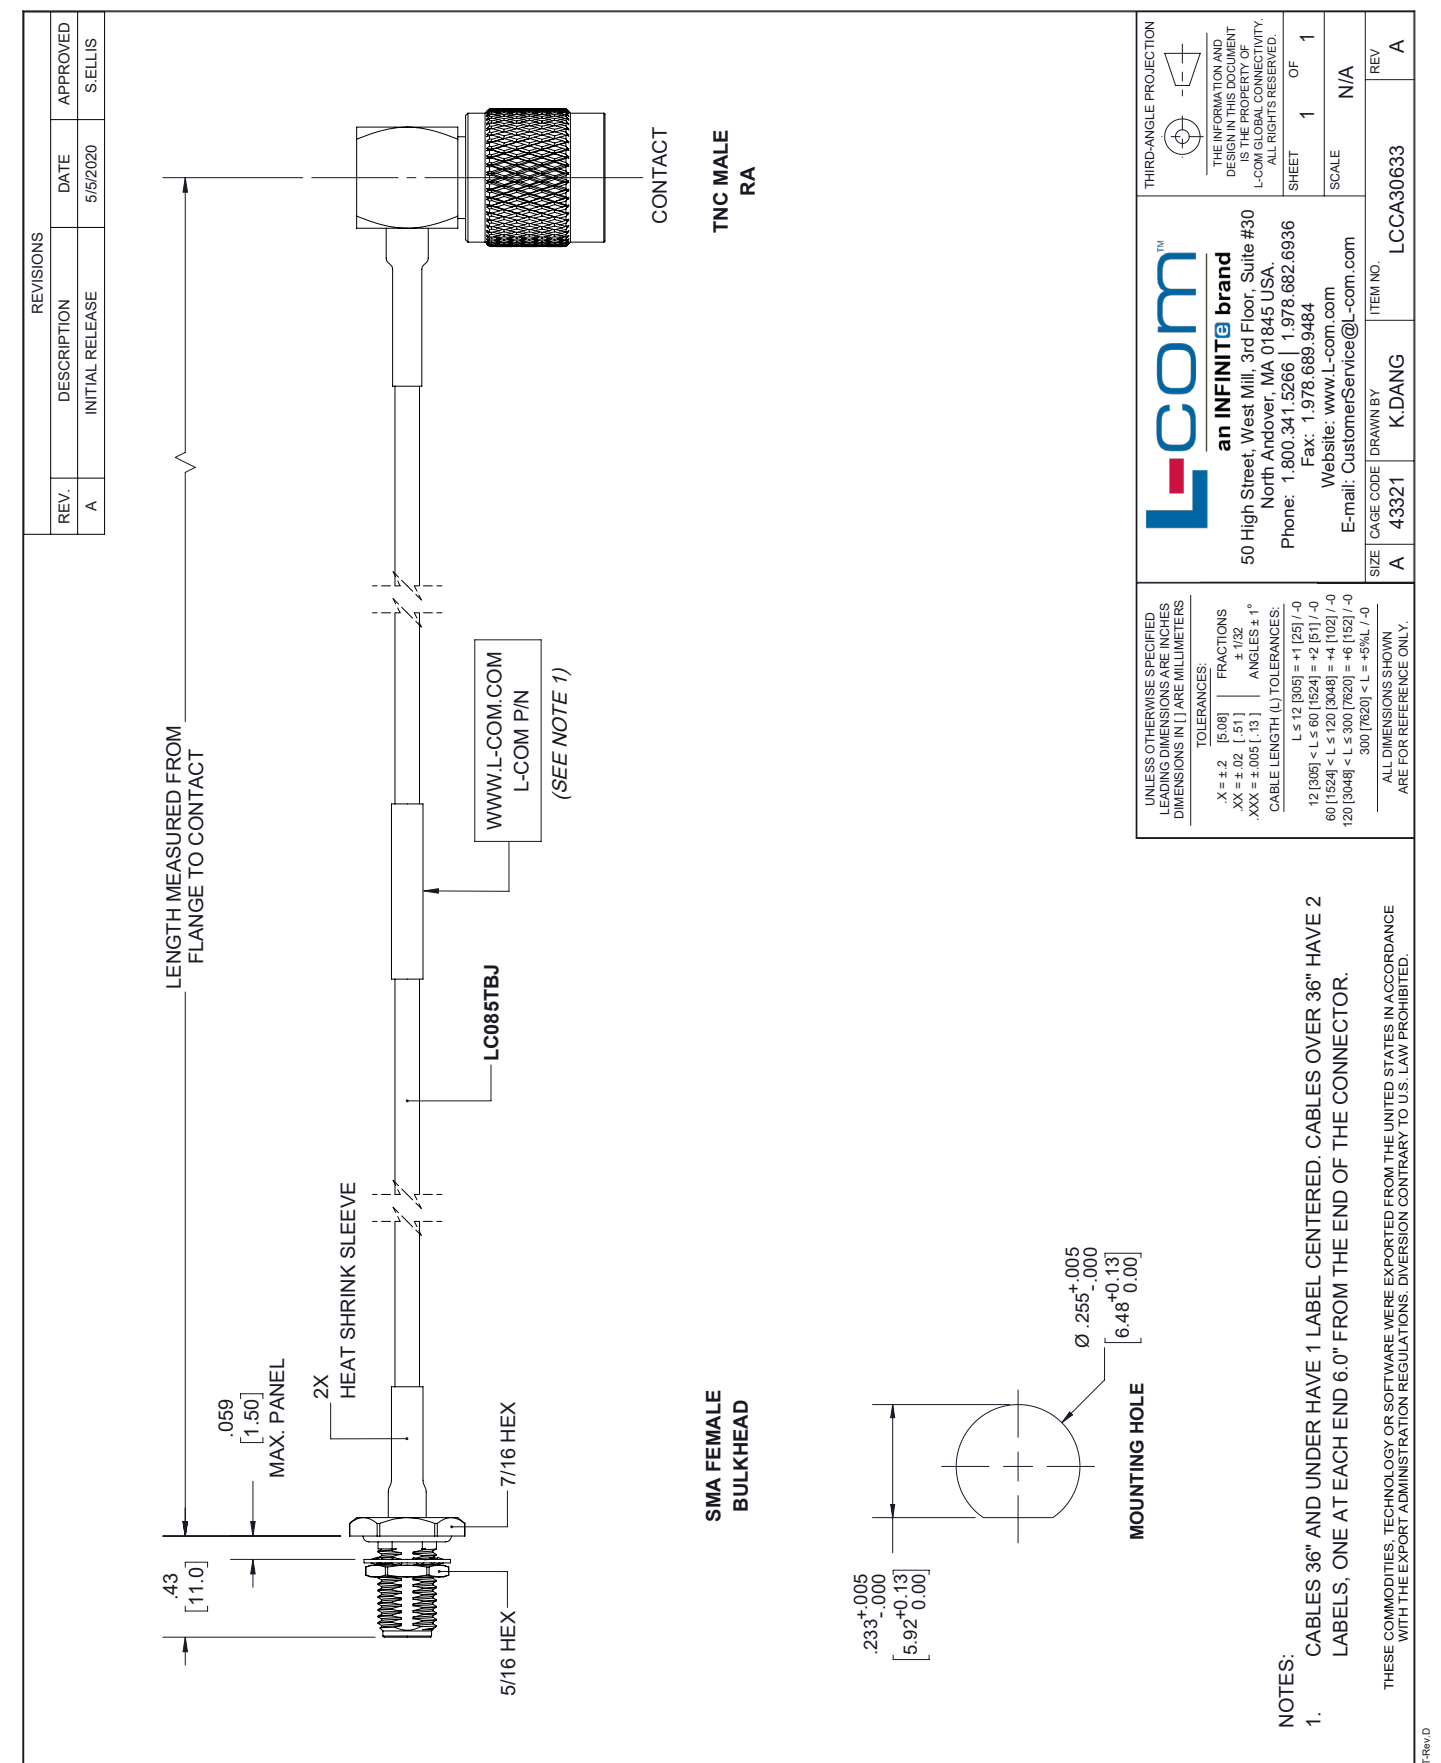 REVISIONS
REV.
DESCRIPTION
DATE
APPROVED
A
INITIAL RELEASE
5/5/2020
S.ELLIS
LENGTH MEASURED FROM
FLANGE TO CONTACT
.43
[11.0]
.059
[1.50]
MAX. PANEL
2X
HEAT SHRINK SLEEVE
5/16 HEX
7/16 HEX
LC085TBJ
WWW.L-COM.COM
L-COM P/N
(SEE NOTE 1)
CONTACT
SMA FEMALE
BULKHEAD
TNC MALE
RA
.233 +.005
-.000
[5.92 +0.13]
0.00
Ø .255 +.005
-.000
[6.48 +0.13]
0.00
MOUNTING HOLE
NOTES:
1. CABLES 36" AND UNDER HAVE 1 LABEL CENTERED. CABLES OVER 36" HAVE 2
LABELS, ONE AT EACH END 6.0" FROM THE END OF THE CONNECTOR.
THESE COMMODITIES, TECHNOLOGY OR SOFTWARE WERE EXPORTED FROM THE UNITED STATES IN ACCORDANCE
WITH THE EXPORT ADMINISTRATION REGULATIONS. DIVERSION CONTRARY TO U.S. LAW PROHIBITED.
UNLESS OTHERWISE SPECIFIED
LEADING DIMENSIONS ARE INCHES
DIMENSIONS IN [ ] ARE MILLIMETERS
TOLERANCES:
.X = ± .2 [5.08]
.XX = ± .02 [ .51 ]
.XXX = ± .005 [ .13 ]
FRACTIONS
± 1/32
ANGLES ± 1°
CABLE LENGTH (L) TOLERANCES:
L ≤ 12 [305] = +1 [25] / -0
12 [305] < L ≤ 60 [1524] = +2 [51] / -0
60 [1524] < L ≤ 120 [3048] = +4 [102] / -0
120 [3048] < L ≤ 300 [7620] = +6 [152] / -0
300 [7620] < L = +5%L / -0
ALL DIMENSIONS SHOWN
ARE FOR REFERENCE ONLY.
L-com™
an INFINITe brand
50 High Street, West Mill, 3rd Floor, Suite #30
North Andover, MA 01845 USA.
Phone: 1.800.341.5266 | 1.978.682.6936
Fax: 1.978.689.9484
Website: www.L-com.com
E-mail: CustomerService@L-com.com
THIRD-ANGLE PROJECTION
THE INFORMATION AND
DESIGN IN THIS DOCUMENT
IS THE PROPERTY OF
L-COM GLOBAL CONNECTIVITY.
ALL RIGHTS RESERVED.
SHEET 1 OF 1
SCALE N/A
SIZE
A
CAGE CODE
43321
DRAWN BY
K.DANG
ITEM NO.
LCCA30633
REV
A
T-Rev.D